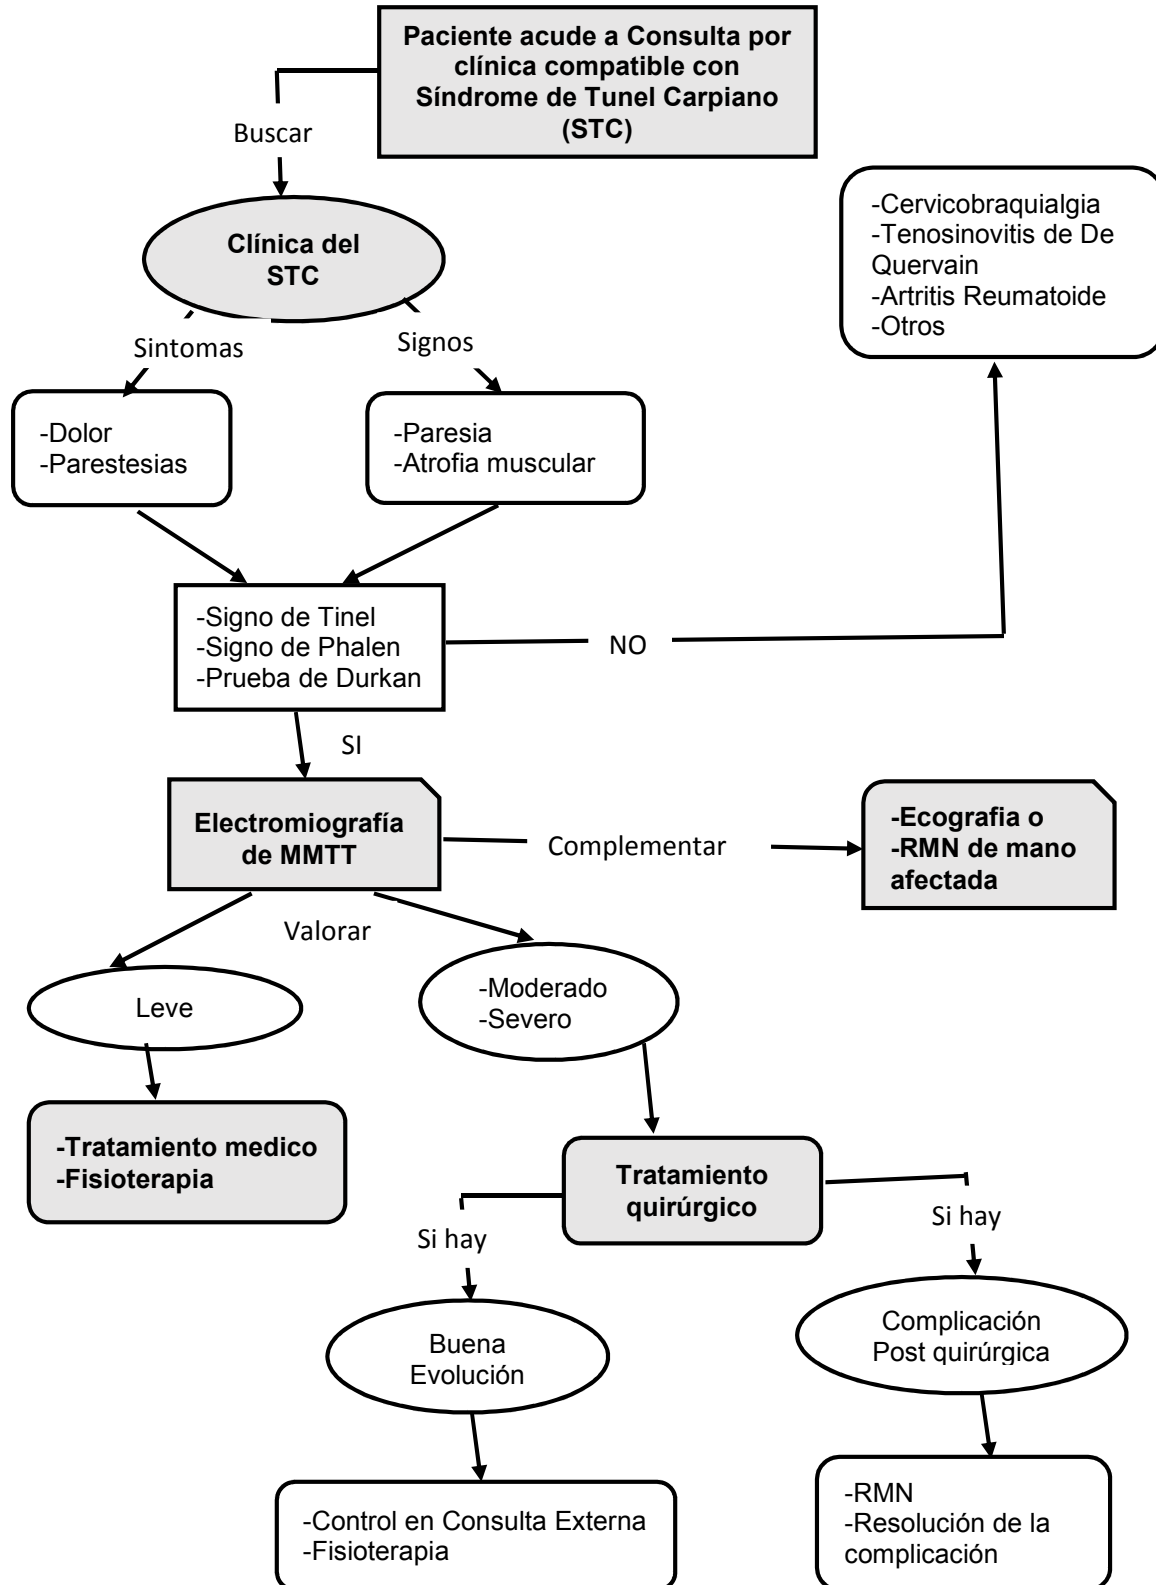 Paciente acude a Consulta por
clínica compatible con
Síndrome de Tunel Carpiano
(STC)
Buscar
Clínica del
STC
-Cervicobraquialgia
-Tenosinovitis de De
Quervain
-Artritis Reumatoide
-Otros
Sintomas
Signos
-Dolor
-Parestesias
-Paresia
-Atrofia muscular
-Signo de Tinel
-Signo de Phalen
-Prueba de Durkan
NO
SI
Electromiografía
de MMTT
Complementar
-Ecografia o
-RMN de mano
afectada
Valorar
Leve
-Moderado
-Severo
-Tratamiento medico
-Fisioterapia
Tratamiento
quirúrgico
Si hay
Si hay
Buena
Evolución
Complicación
Post quirúrgica
-Control en Consulta Externa
-Fisioterapia
-RMN
-Resolución de la
complicación